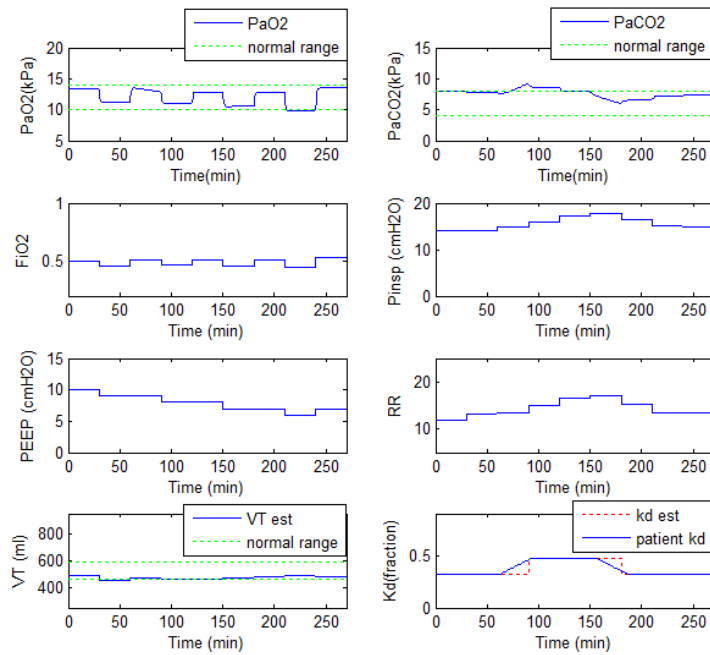 PaO2
normal range
20
15
10
5
PaO2(kPa)
0 50 100 150 200 250
Time(min)
PaCO2
normal range
15
10
5
0
PaCO2(kPa)
0 50 100 150 200 250
Time(min)
1
0.5
FiO2
0 50 100 150 200 250
Time (min)
20
10
0
Pinsp (cmH2O)
0 50 100 150 200 250
Time (min)
15
10
5
0
PEEP (cmH2O)
0 50 100 150 200 250
Time (min)
20
10
RR
0 50 100 150 200 250
Time (min)
VT est
normal range
800
600
400
VT (ml)
0 50 100 150 200 250
Time (min)
kd est
patient kd
0.5
0
Kd(fraction)
0 50 100 150 200 250
Time (min)